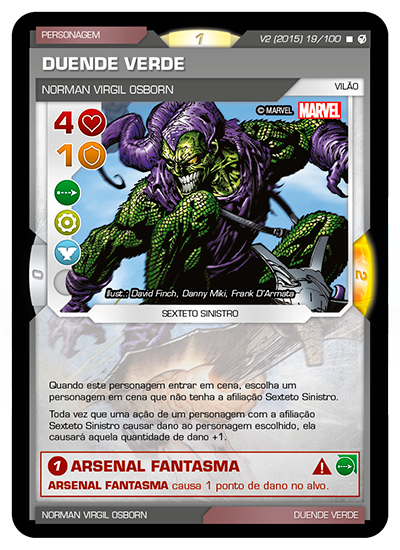 PERSONAGEM
1
V2 (2015) 19/100
DUENDE VERDE
NORMAN VIRGIL OSBORN
VILÃO
© MARVEL
MARVEL
4
1
0
2
Ilust.: David Finch, Danny Miki, Frank D'Armata
SEXTETO SINISTRO
Quando este personagem entrar em cena, escolha um
personagem em cena que não tenha a afiliação Sexteto Sinistro.
Toda vez que uma ação de um personagem com a afiliação
Sexteto Sinistro causar dano ao personagem escolhido, ela
causará aquela quantidade de dano +1.
1 ARSENAL FANTASMA
ARSENAL FANTASMA causa 1 ponto de dano no alvo.
NORMAN VIRGIL OSBORN
DUENDE VERDE